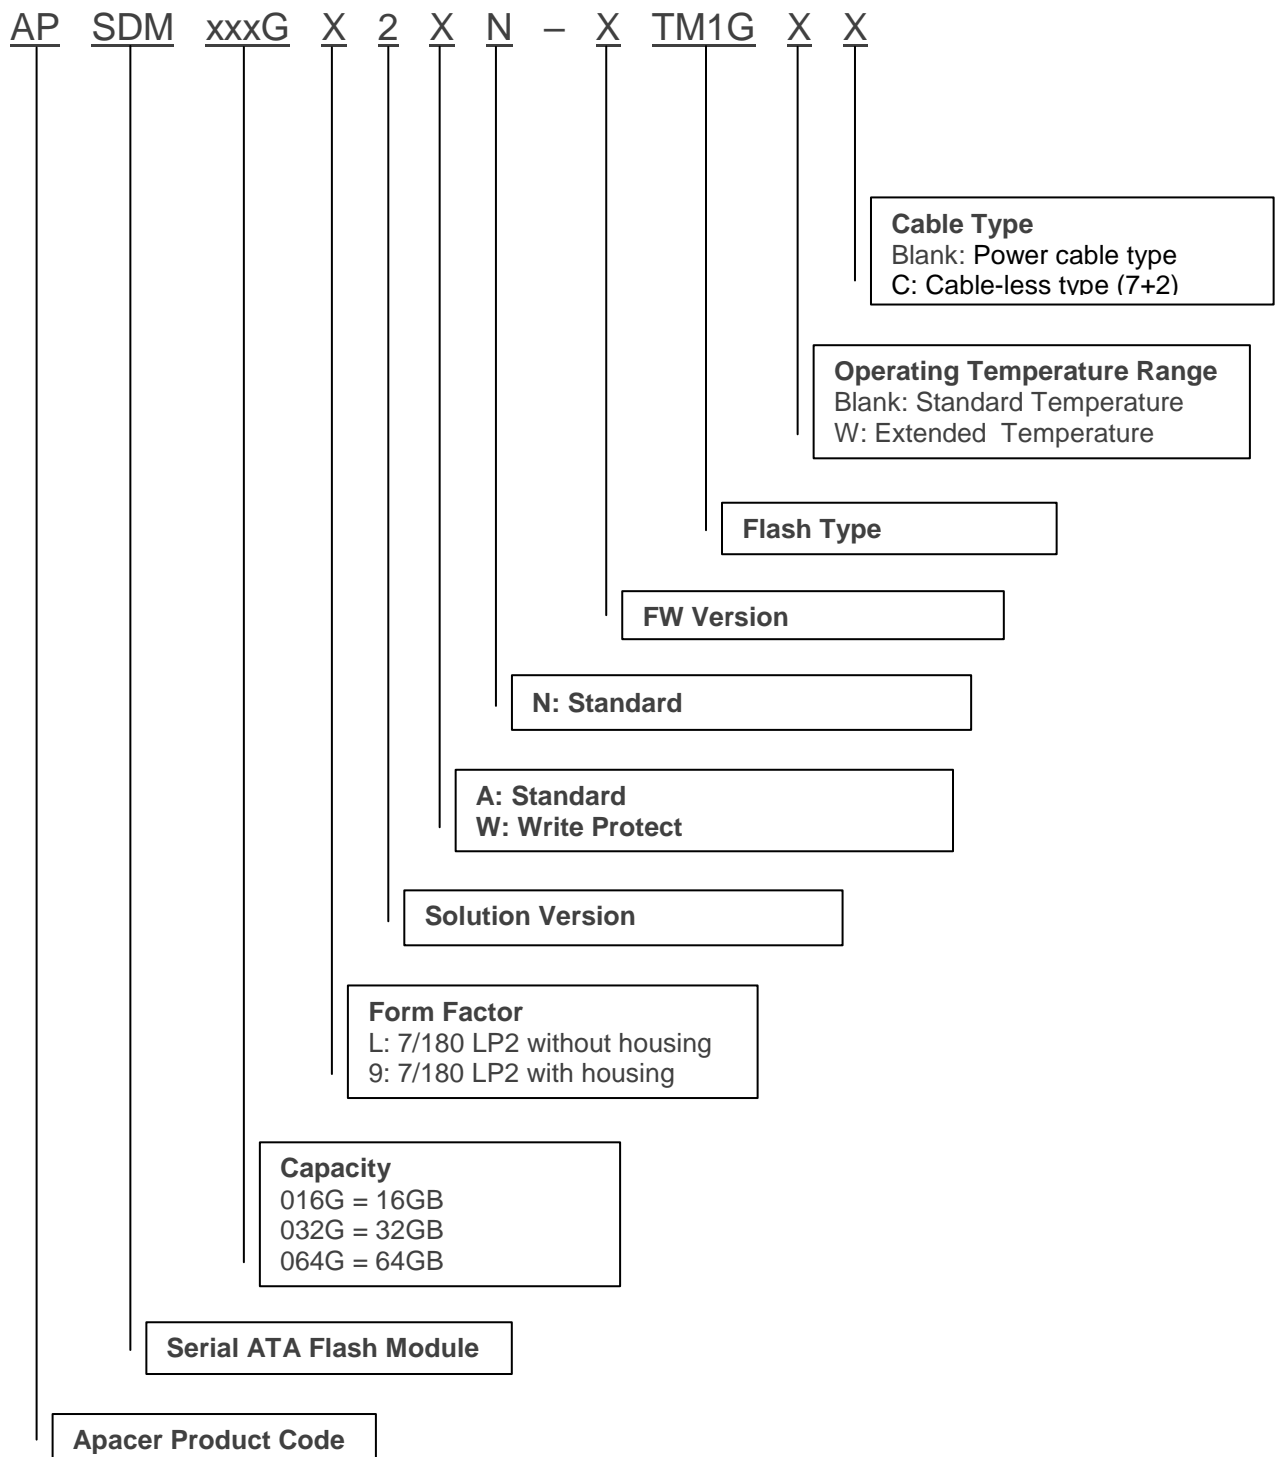 AP SDM xxxG X 2 X N – X TM1G X X
Cable Type
Blank: Power cable type
C: Cable-less type (7+2)
Operating Temperature Range
Blank: Standard Temperature
W: Extended Temperature
Flash Type
FW Version
N: Standard
A: Standard
W: Write Protect
Solution Version
Form Factor
L: 7/180 LP2 without housing
9: 7/180 LP2 with housing
Capacity
016G = 16GB
032G = 32GB
064G = 64GB
Serial ATA Flash Module
Apacer Product Code